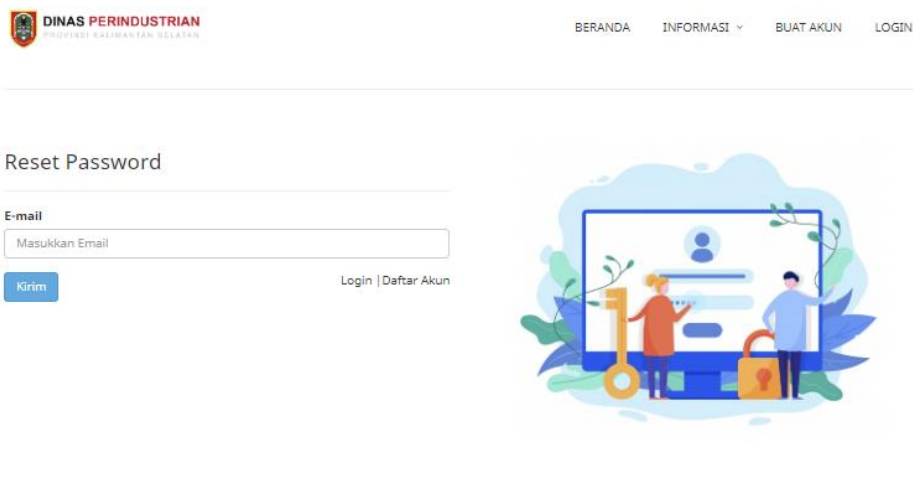 DINAS PERINDUSTRIAN
PROVINSI KALIMANTAN SELATAN
BERANDA INFORMASI BUAT AKUN LOGIN
Reset Password
E-mail
Masukkan Email
Kirim
Login |Daftar Akun